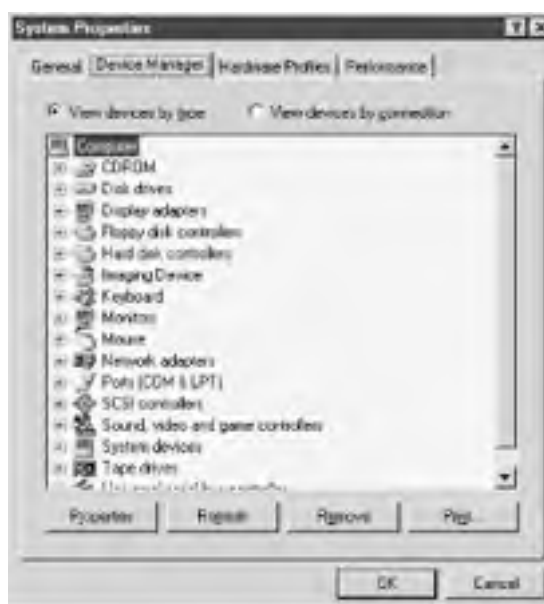 System Properties
General Device Manager Hardware Profiles Performance
View devices by type View devices by connection
Computer
CDROM
Disk drives
Display adapters
Floppy disk controllers
Hard disk controllers
Imaging Device
Keyboard
Monitors
Mouse
Network adapters
Ports (COM & LPT)
SCSI controllers
Sound, video and game controllers
System devices
Tape drives
Properties Refresh Remove Print...
OK Cancel